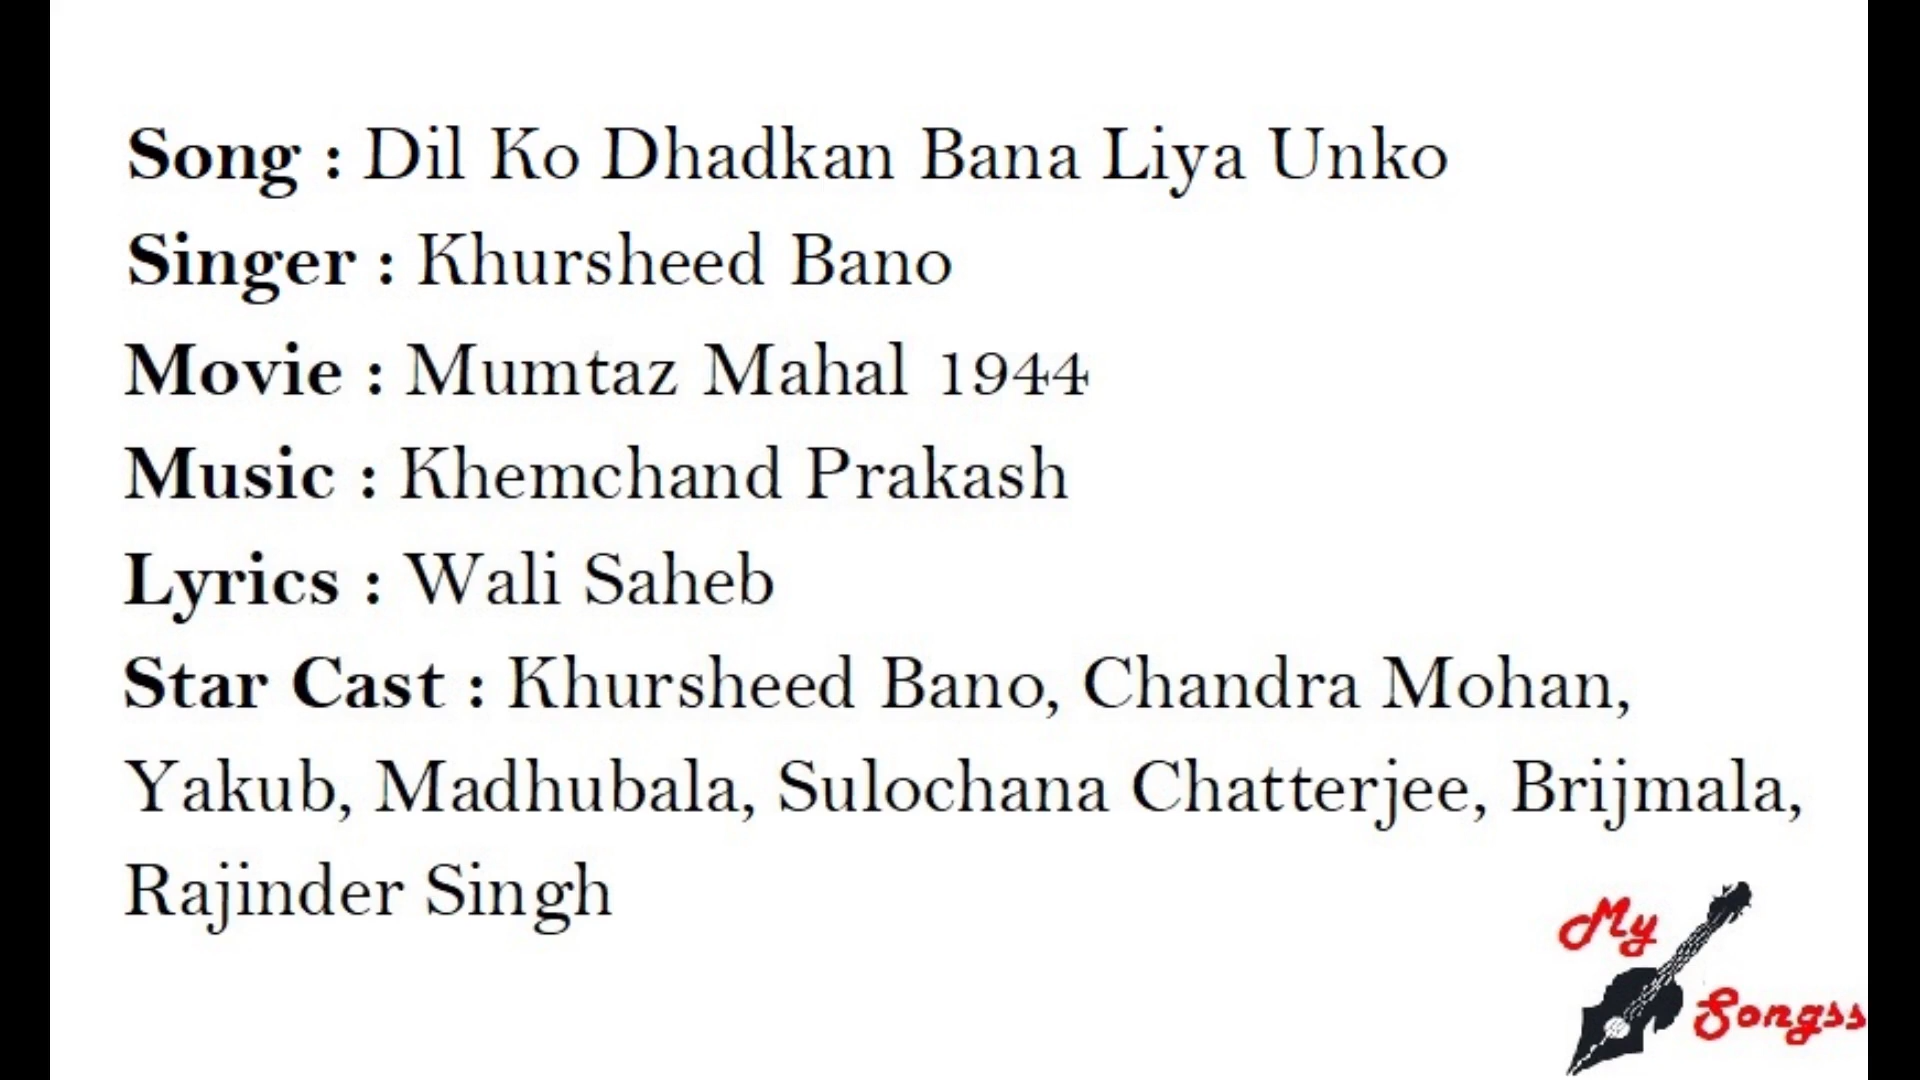 Song : Dil Ko Dhadkan Bana Liya Unko
Singer : Khursheed Bano
Movie : Mumtaz Mahal 1944
Music : Khemchand Prakash
Lyrics : Wali Saheb
Star Cast : Khursheed Bano, Chandra Mohan,
Yakub, Madhubala, Sulochana Chatterjee, Brijmala,
Rajinder Singh
My
Songss